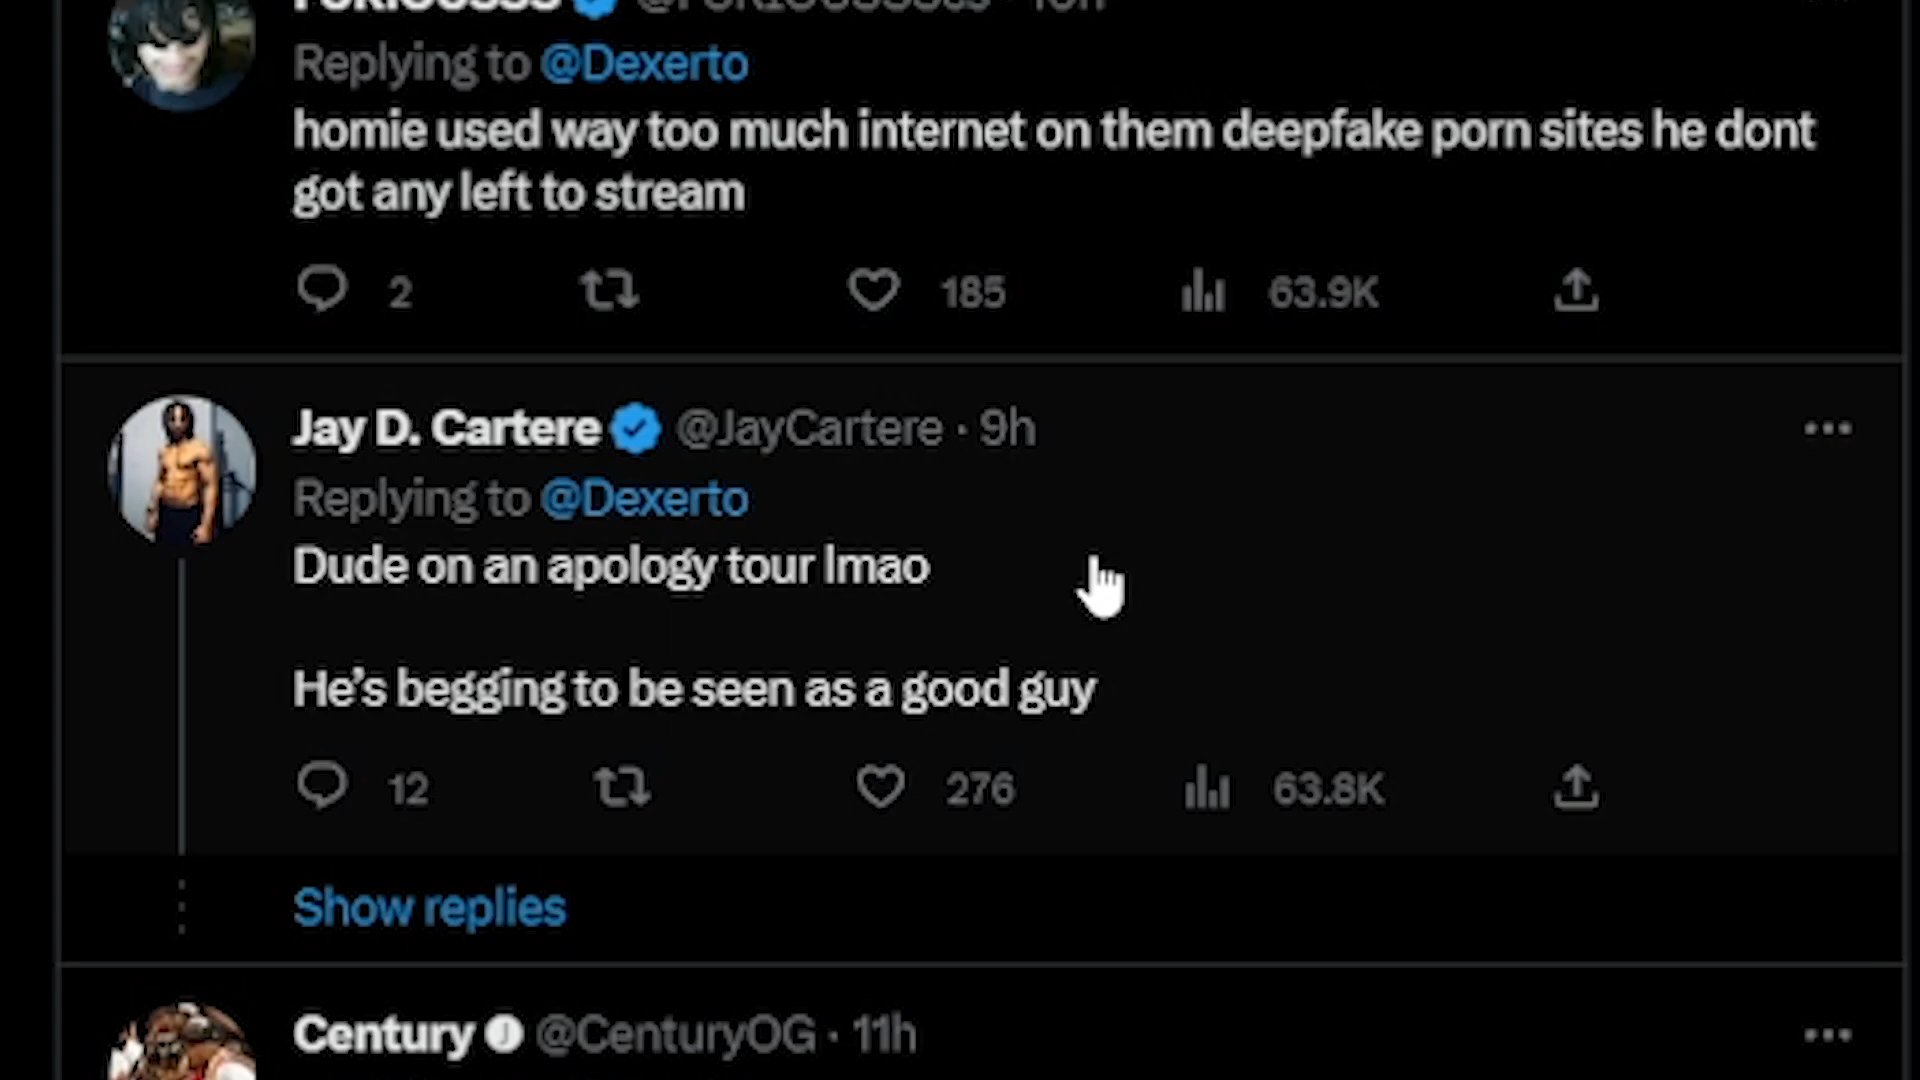 Replying to @Dexerto
homie used way too much internet on them deepfake porn sites he dont
got any left to stream
2 185 63.9K
Jay D. Cartere @JayCartere · 9h
Replying to @Dexerto
Dude on an apology tour lmao
He's begging to be seen as a good guy
12 276 63.8K
Show replies
Century @CenturyOG · 11h